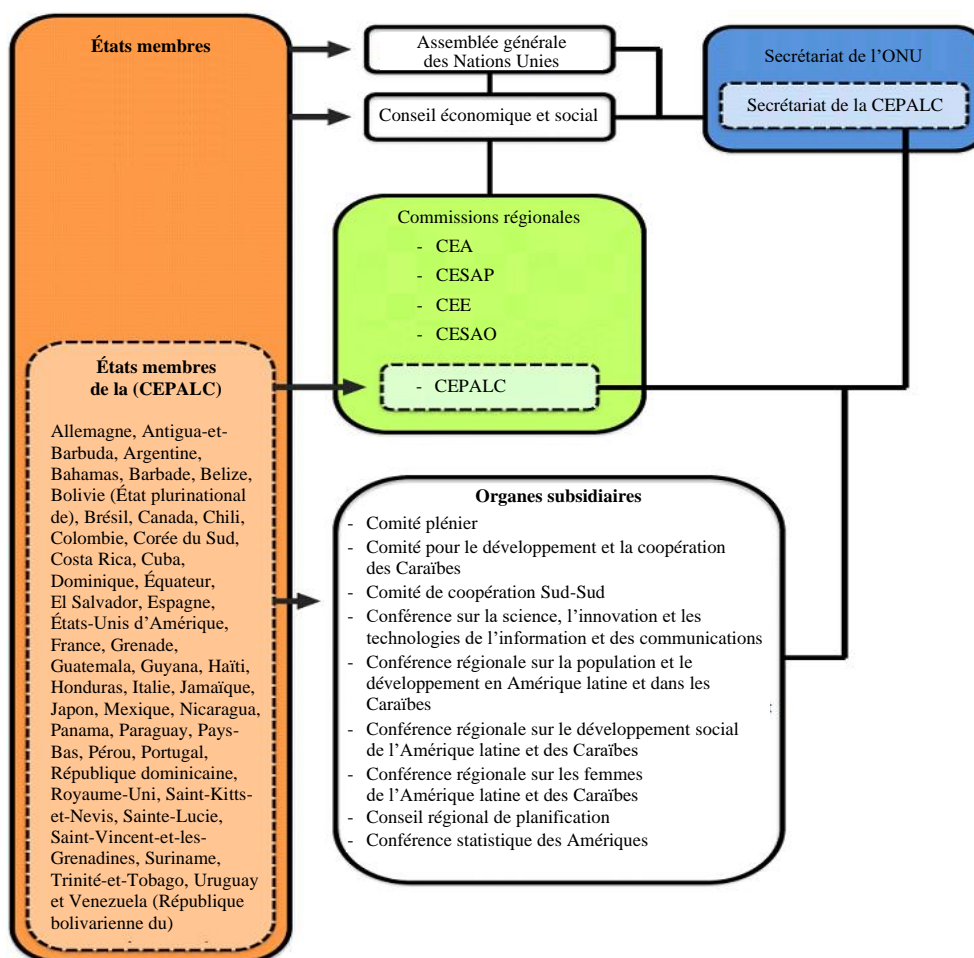 États membres
Assemblée générale
des Nations Unies
Conseil économique et social
Secrétariat de l’ONU
Secrétariat de la CEPALC
Commissions régionales
- CEA
- CESAP
- CEE
- CESAO
- CEPALC
États membres
de la (CEPALC)
Allemagne, Antigua-et-
Barbuda, Argentine,
Bahamas, Barbade, Belize,
Bolivie (État plurinational
de), Brésil, Canada, Chili,
Colombie, Corée du Sud,
Costa Rica, Cuba,
Dominique, Équateur,
El Salvador, Espagne,
États-Unis d’Amérique,
France, Grenade,
Guatemala, Guyana, Haïti,
Honduras, Italie, Jamaïque,
Japon, Mexique, Nicaragua,
Panama, Paraguay, Pays-
Bas, Pérou, Portugal,
République dominicaine,
Royaume-Uni, Saint-Kitts-
et-Nevis, Sainte-Lucie,
Saint-Vincent-et-les-
Grenadines, Suriname,
Trinité-et-Tobago, Uruguay
et Venezuela (République
bolivarienne du)
Organes subsidiaires
- Comité plénier
- Comité pour le développement et la coopération
des Caraïbes
- Comité de coopération Sud-Sud
- Conférence sur la science, l’innovation et les
technologies de l’information et des communications
- Conférence régionale sur la population et le
développement en Amérique latine et dans les
Caraïbes
- Conférence régionale sur le développement social
de l’Amérique latine et des Caraïbes
- Conférence régionale sur les femmes
de l’Amérique latine et des Caraïbes
- Conseil régional de planification
- Conférence statistique des Amériques